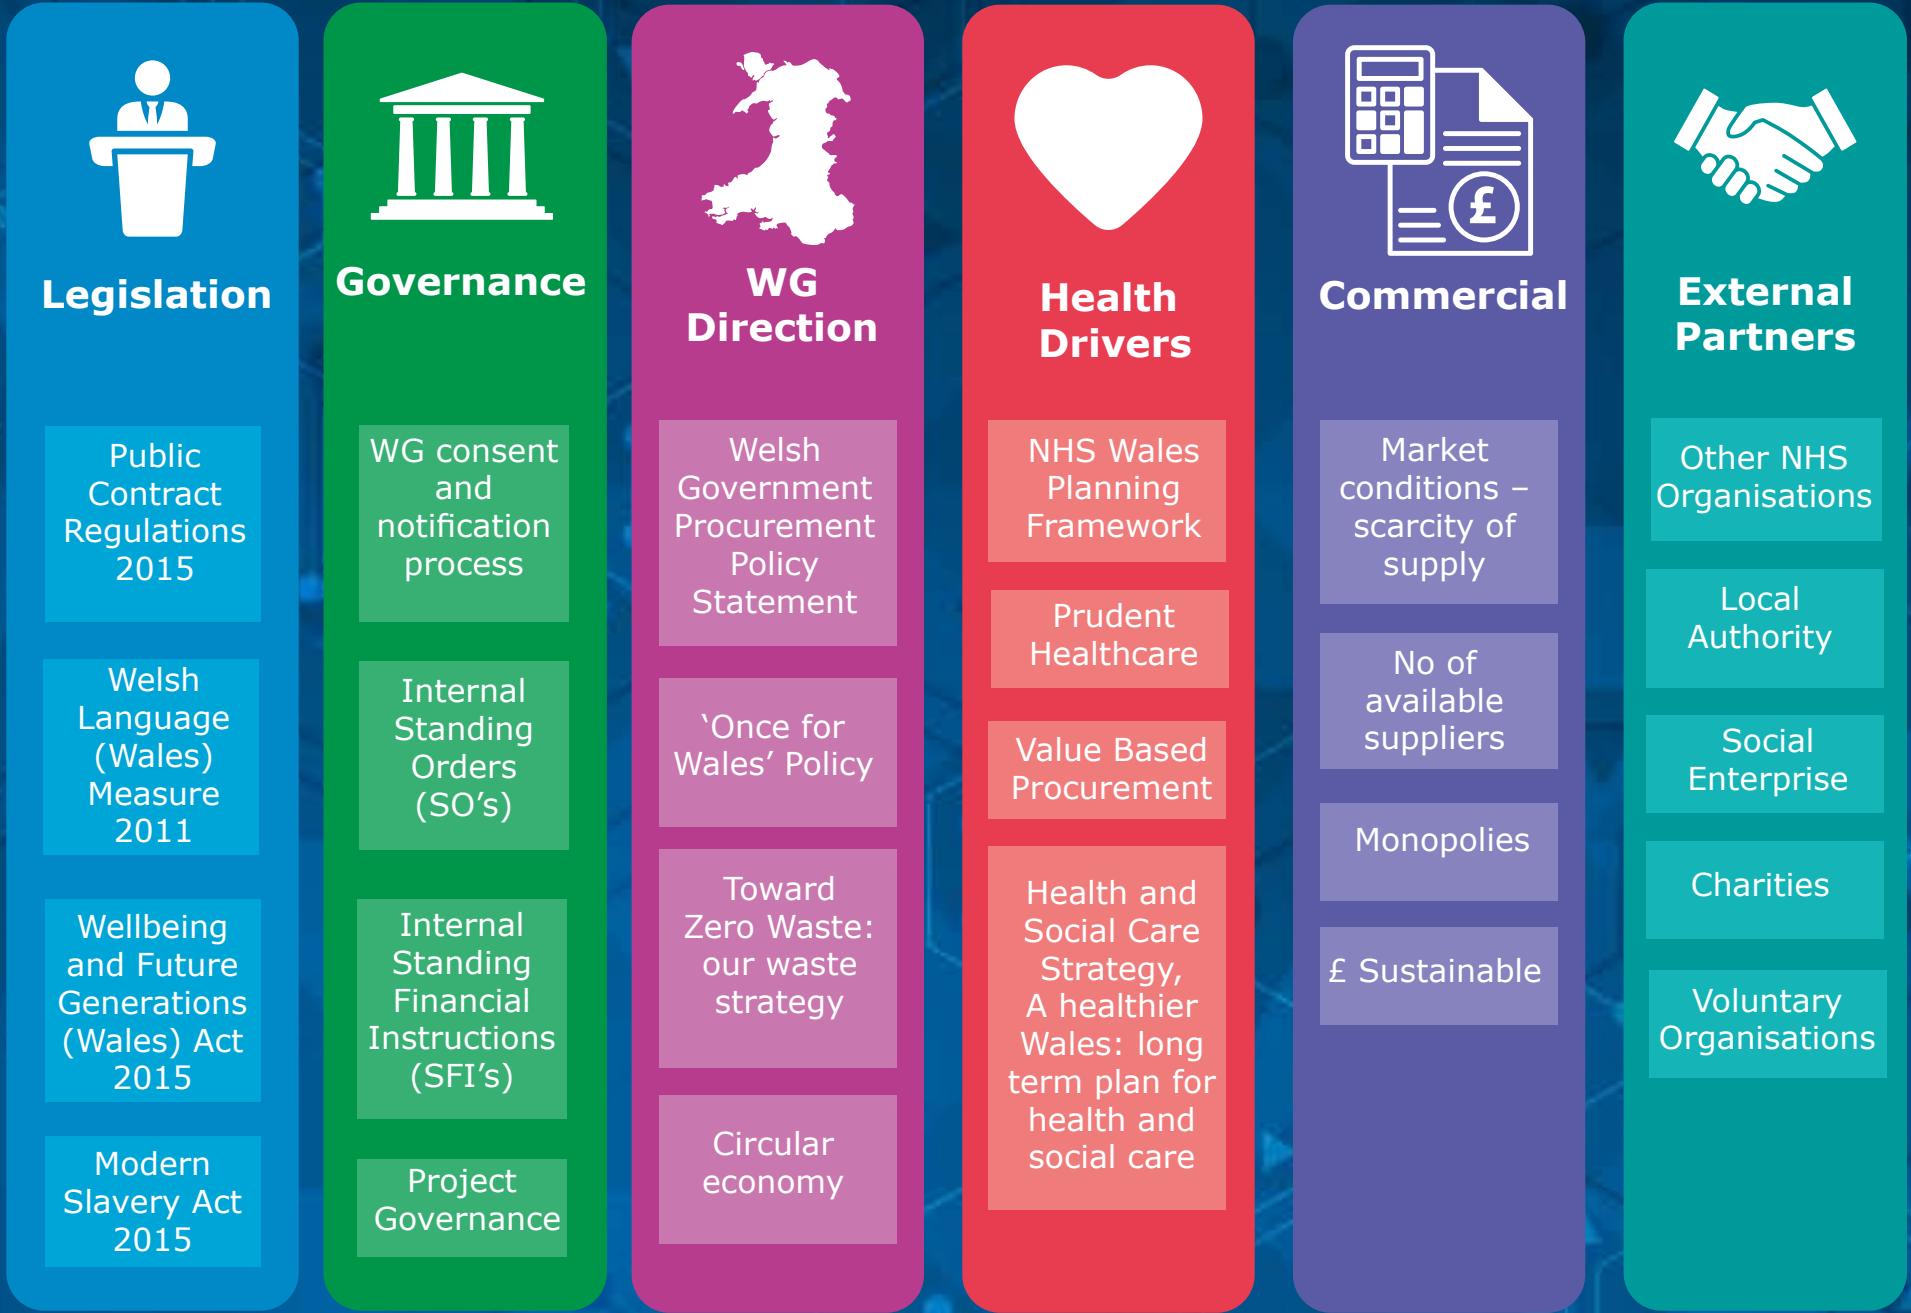 Legislation
Public
Contract
Regulations
2015
Welsh
Language
(Wales)
Measure
2011
Wellbeing
and Future
Generations
(Wales) Act
2015
Modern
Slavery Act
2015
Governance
WG consent
and
notification
process
Internal
Standing
Orders
(SO’s)
Internal
Standing
Financial
Instructions
(SFI’s)
Project
Governance
WG
Direction
Welsh
Government
Procurement
Policy
Statement
‘Once for
Wales’ Policy
Toward
Zero Waste:
our waste
strategy
Circular
economy
Health
Drivers
NHS Wales
Planning
Framework
Prudent
Healthcare
Value Based
Procurement
Health and
Social Care
Strategy,
A healthier
Wales: long
term plan for
health and
social care
£
Commercial
Market
conditions –
scarcity of
supply
No of
available
suppliers
Monopolies
£ Sustainable
External
Partners
Other NHS
Organisations
Local
Authority
Social
Enterprise
Charities
Voluntary
Organisations